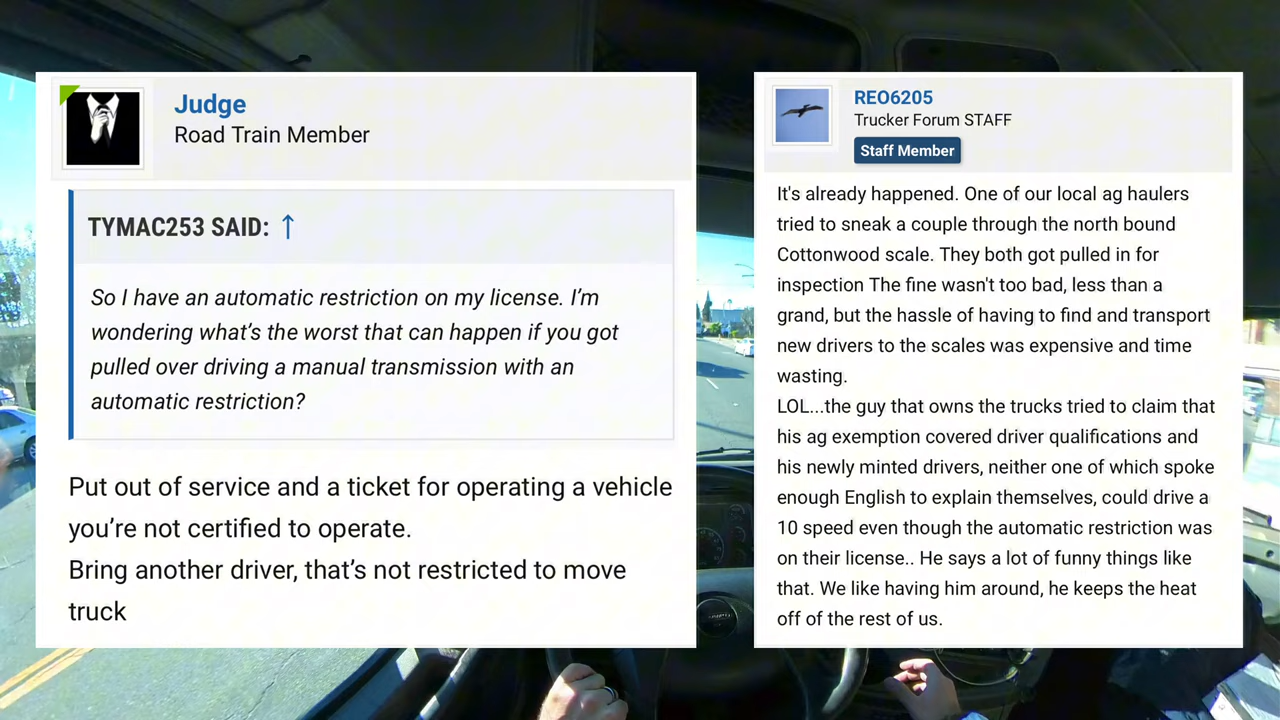 Judge
Road Train Member
TYMAC253 SAID: ↑
So I have an automatic restriction on my license. I'm
wondering what's the worst that can happen if you got
pulled over driving a manual transmission with an
automatic restriction?
Put out of service and a ticket for operating a vehicle
you're not certified to operate.
Bring another driver, that's not restricted to move
truck
REO6205
Trucker Forum STAFF
Staff Member
It's already happened. One of our local ag haulers
tried to sneak a couple through the north bound
Cottonwood scale. They both got pulled in for
inspection The fine wasn't too bad, less than a
grand, but the hassle of having to find and transport
new drivers to the scales was expensive and time
wasting.
LOL...the guy that owns the trucks tried to claim that
his ag exemption covered driver qualifications and
his newly minted drivers, neither one of which spoke
enough English to explain themselves, could drive a
10 speed even though the automatic restriction was
on their license.. He says a lot of funny things like
that. We like having him around, he keeps the heat
off of the rest of us.